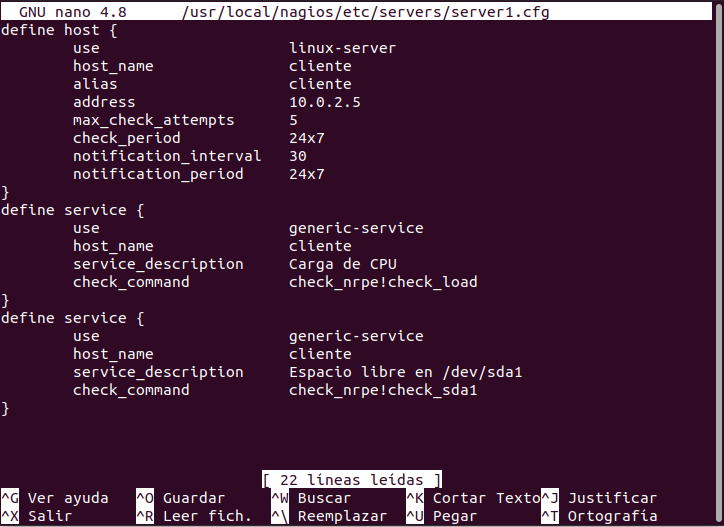 GNU nano 4.8 /usr/local/nagios/etc/servers/server1.cfg
define host {
use linux-server
host_name cliente
alias cliente
address 10.0.2.5
max_check_attempts 5
check_period 24x7
notification_interval 30
notification_period 24x7
}
define service {
use generic-service
host_name cliente
service_description Carga de CPU
check_command check_nrpe!check_load
}
define service {
use generic-service
host_name cliente
service_description Espacio libre en /dev/sda1
check_command check_nrpe!check_sda1
}
[ 22 líneas leídas ]
^G Ver ayuda ^O Guardar ^W Buscar ^K Cortar Texto ^J Justificar
^X Salir ^R Leer fich. ^\ Reemplazar ^U Pegar ^T Ortografía